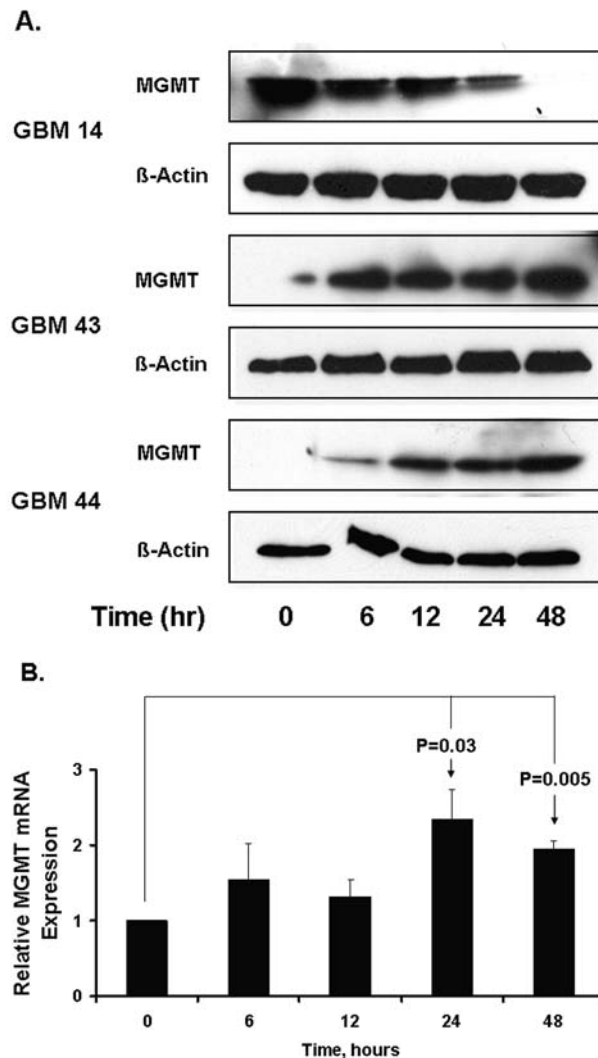 A.
MGMT
GBM 14
ß-Actin
MGMT
GBM 43
ß-Actin
MGMT
GBM 44
ß-Actin
Time (hr) 0 6 12 24 48
B.
P=0.03
P=0.005
Relative MGMT mRNA
Expression
3
2
1
0
0 6 12 24 48
Time, hours